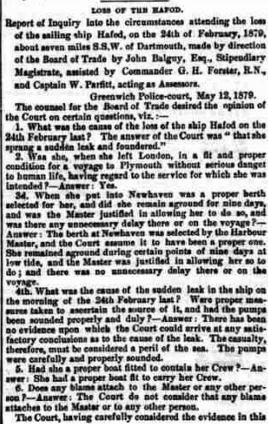 LOSS OF THE HAFOD.
Report of Inquiry into the circumstances attending the loss
of the sailing ship Hafod, on the 24th of February, 1879,
about seven miles S.S.W. of Dartmouth, made by direction
of the Board of Trade by John Balguy, Esq., Stipendiary
Magistrate, assisted by Commander G. H. Forster, R.N.,
and Captain W. Parfitt, acting as Assessors.
Greenwich Police-court, May 12, 1879.
The counsel for the Board of Trade desired the opinion of
the Court on certain questions, viz. :—
1. What was the cause of the loss of the ship Hafod on the
24th February last? The answer of the Court was "that she
sprang a sudden leak and foundered."
2. Was she, when she left London, in a fit and proper
condition for a voyage to Plymouth without serious danger
to human life, having regard to the service for which she was
intended?—Answer: Yes.
3d. When she put into Newhaven was a proper berth
selected for her, and did she remain aground nine days,
and was the Master justified in allowing her to do so, and
was there any unnecessary delay there or on the voyage?—
Answer: The berth at Newhaven was selected by the Harbour
Master, and the Court assume it to have been a proper one.
She remained aground during certain points of nine days at
low tide, and the Master was justified in allowing her so to
do; and there was no unnecessary delay there or on the
voyage.
4th. What was the cause of the sudden leak in the ship on
the morning of the 24th February last? Were proper mea-
sures taken to ascertain the source of it, and had the pumps
been sounded properly and duly?—Answer: There has been
no evidence upon which the Court could arrive at any satis-
factory conclusions as to the cause of the leak. The casualty,
therefore, must be considered a peril of the sea. The pumps
were carefully and properly sounded.
5. Had she a proper boat fitted to contain her Crew?—An-
swer: She had a proper boat fit to carry her Crew.
6. Does any blame attach to the Master or any other per-
son?—Answer: The Court do not consider that any blame
attaches to the Master or to any other person.
The Court, having carefully considered the evidence in this